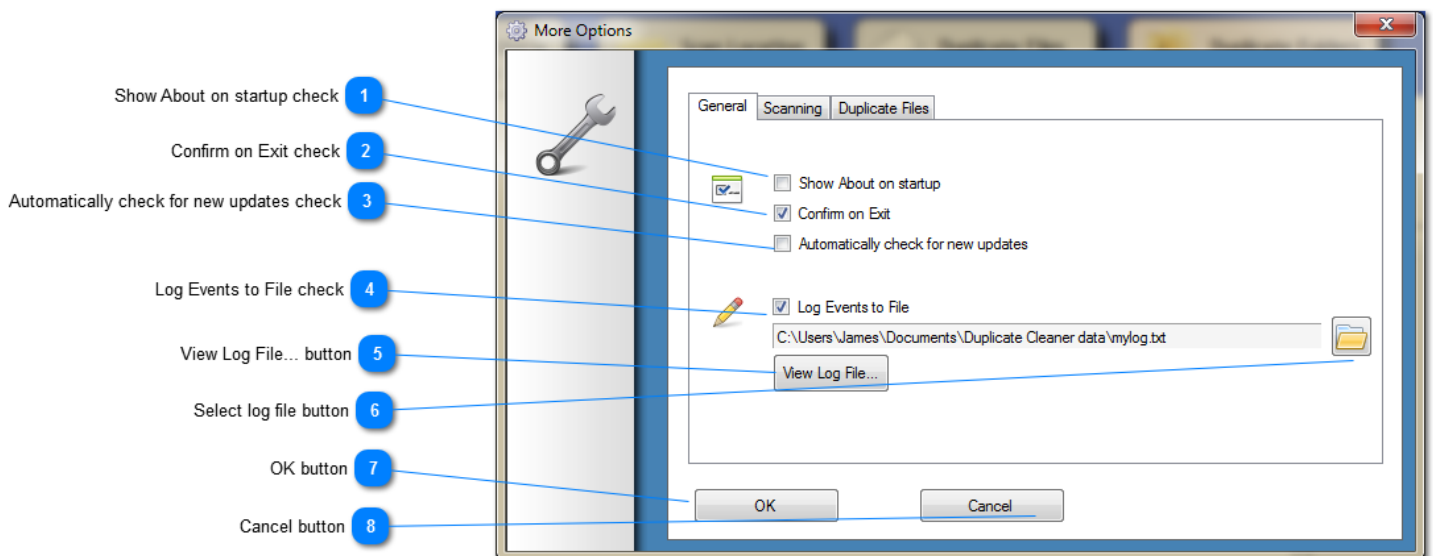 More Options
Show About on startup check 1
Confirm on Exit check 2
Automatically check for new updates check 3
Log Events to File check 4
View Log File... button 5
Select log file button 6
OK button 7
Cancel button 8
General Scanning Duplicate Files
Show About on startup
Confirm on Exit
Automatically check for new updates
Log Events to File
C:\Users\James\Documents\Duplicate Cleaner data\mylog.txt
View Log File...
OK Cancel